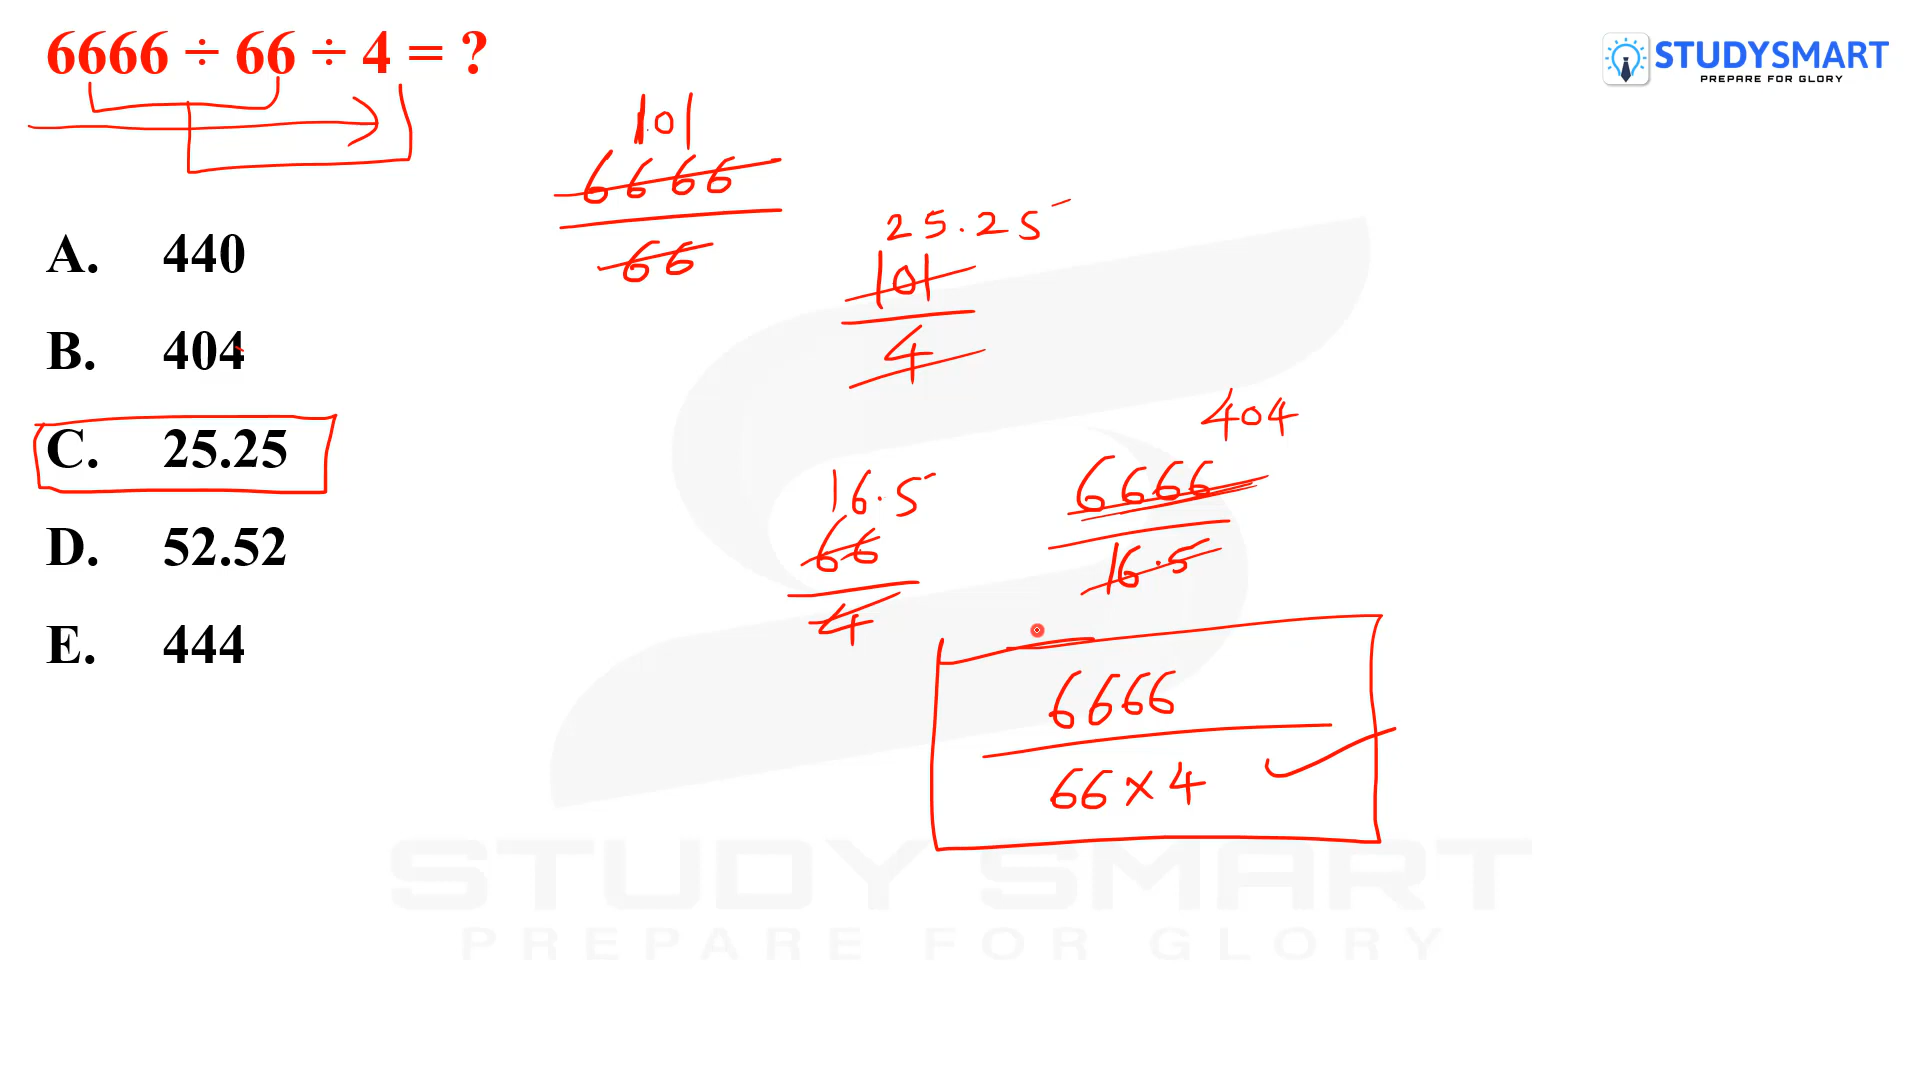 6666 ÷ 66 ÷ 4 = ?
STUDYSMART
PREPARE FOR GLORY
101
6666
66
A. 440
B. 404
C. 25.25
D. 52.52
E. 444
25.25
101
4
16.5
66
4
404
6666
16.5
6666
66 × 4
STUDY SMART
PREPARE FOR GLORY